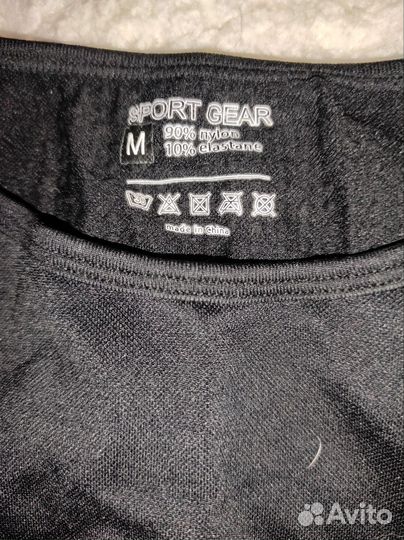 SPORT GEAR
M
90% nylon
10% elastane
made in China
Avito